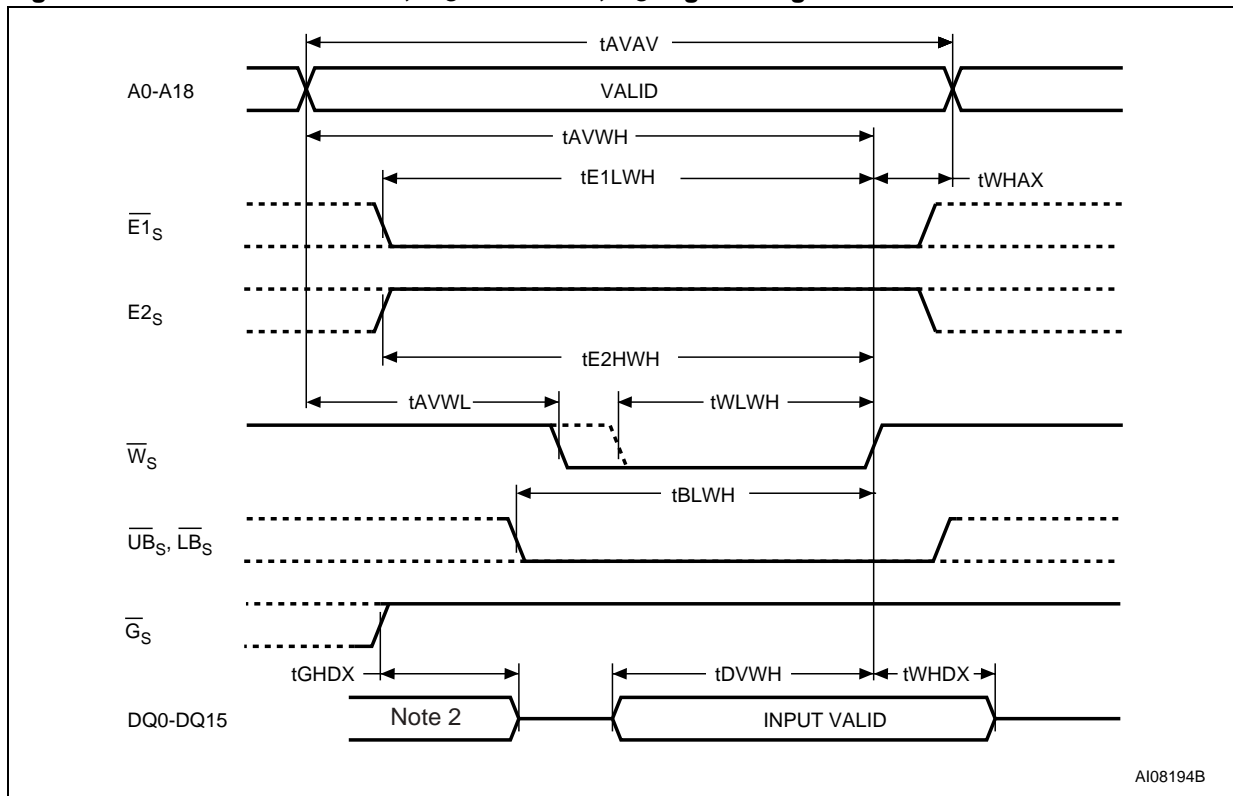 tAVAV
A0-A18 VALID
tAVWH
tE1LWH tWHAX
E1S
E2S
tE2HWH
tAVWL tWLWH
WS
tBLWH
UBS, LBS
GS
tGHDX tDVWH tWHDX
DQ0-DQ15 Note 2 INPUT VALID
AI08194B